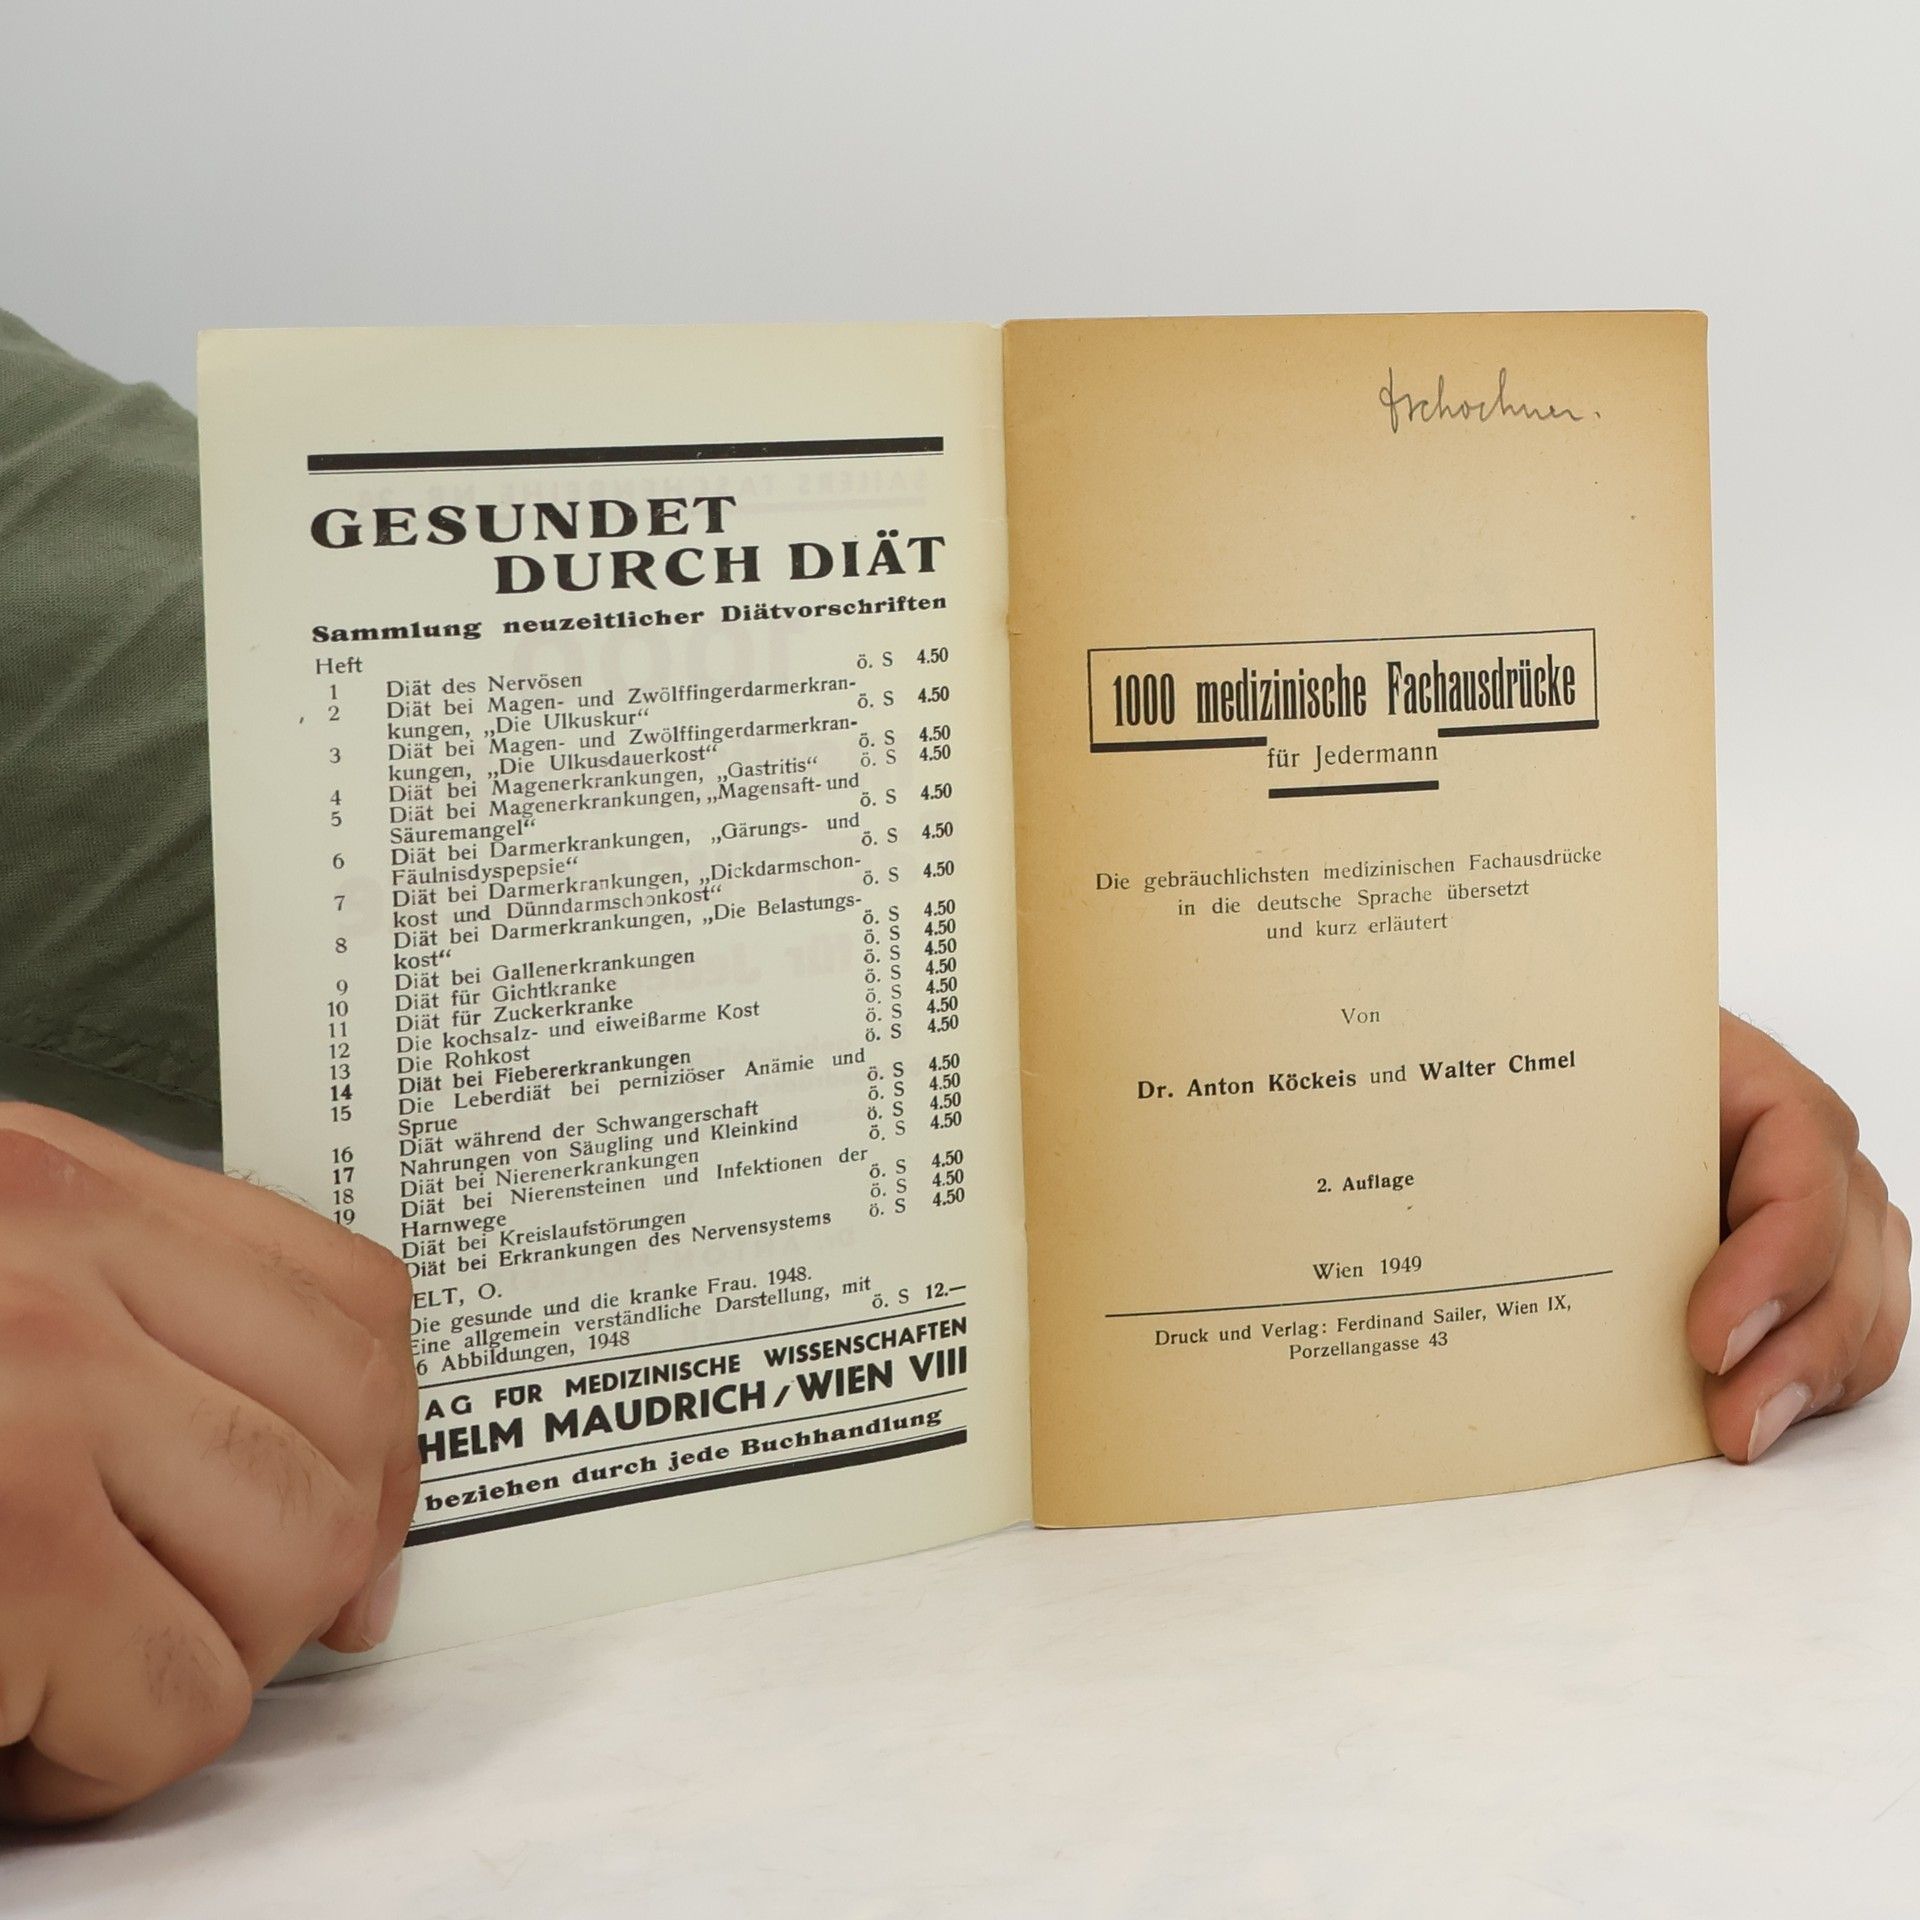 GESUNDET
DURCH DIÄT
Sammlung neuzeitlicher Diätvorschriften
Heft
1 Diät des Nervösen ö. S 4.50
2 Diät bei Magen- und Zwölffingerdarmerkran-
kungen, „Die Ulkuskur“ ö. S 4.50
3 Diät bei Magen- und Zwölffingerdarmerkran-
kungen, „Die Ulkusdauerkost“ ö. S 4.50
4 Diät bei Magenerkrankungen, „Gastritis“ ö. S 4.50
5 Diät bei Magenerkrankungen, „Magensaft- und
Säuremangel“ ö. S 4.50
6 Diät bei Darmerkrankungen, „Gärungs- und
Fäulnisdyspepsie“ ö. S 4.50
7 Diät bei Darmerkrankungen, „Dickdarmschon-
kost und Dünndarmschonkost“ ö. S 4.50
8 Diät bei Darmerkrankungen, „Die Belastungs-
kost“ ö. S 4.50
9 Diät bei Gallenerkrankungen ö. S 4.50
10 Diät für Gichtkranke ö. S 4.50
11 Diät für Zuckerkranke ö. S 4.50
12 Die kochsalz- und eiweißarme Kost ö. S 4.50
13 Die Rohkost ö. S 4.50
14 Diät bei Fiebererkrankungen ö. S 4.50
15 Die Leberdiät bei perniziöser Anämie und
Sprue ö. S 4.50
16 Diät während der Schwangerschaft ö. S 4.50
17 Nahrungen von Säugling und Kleinkind ö. S 4.50
18 Diät bei Nierenerkrankungen ö. S 4.50
19 Diät bei Nierensteinen und Infektionen der
Harnwege ö. S 4.50
Diät bei Kreislaufstörungen ö. S 4.50
Diät bei Erkrankungen des Nervensystems ö. S 4.50
ELT, O.
Die gesunde und die kranke Frau. 1948.
Eine allgemein verständliche Darstellung, mit
6 Abbildungen, 1948 ö. S 12.—
AG FÜR MEDIZINISCHE WISSENSCHAFTEN
HELM MAUDRICH / WIEN VIII
beziehen durch jede Buchhandlung
1000 medizinische Fachausdrücke
für Jedermann
Die gebräuchlichsten medizinischen Fachausdrücke
in die deutsche Sprache übersetzt
und kurz erläutert
Von
Dr. Anton Köckeis und Walter Chmel
2. Auflage
Wien 1949
Druck und Verlag: Ferdinand Sailer, Wien IX,
Porzellangasse 43